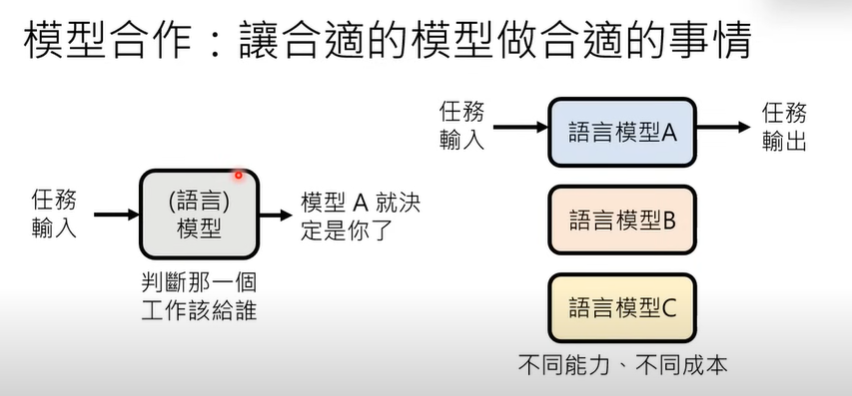 模型合作：讓合適的模型做合適的事情
任務
輸入
(語言)
模型
模型 A 就決
定是你了
判斷那一個
工作該給誰
任務
輸入
語言模型A
任務
輸出
語言模型B
語言模型C
不同能力、不同成本